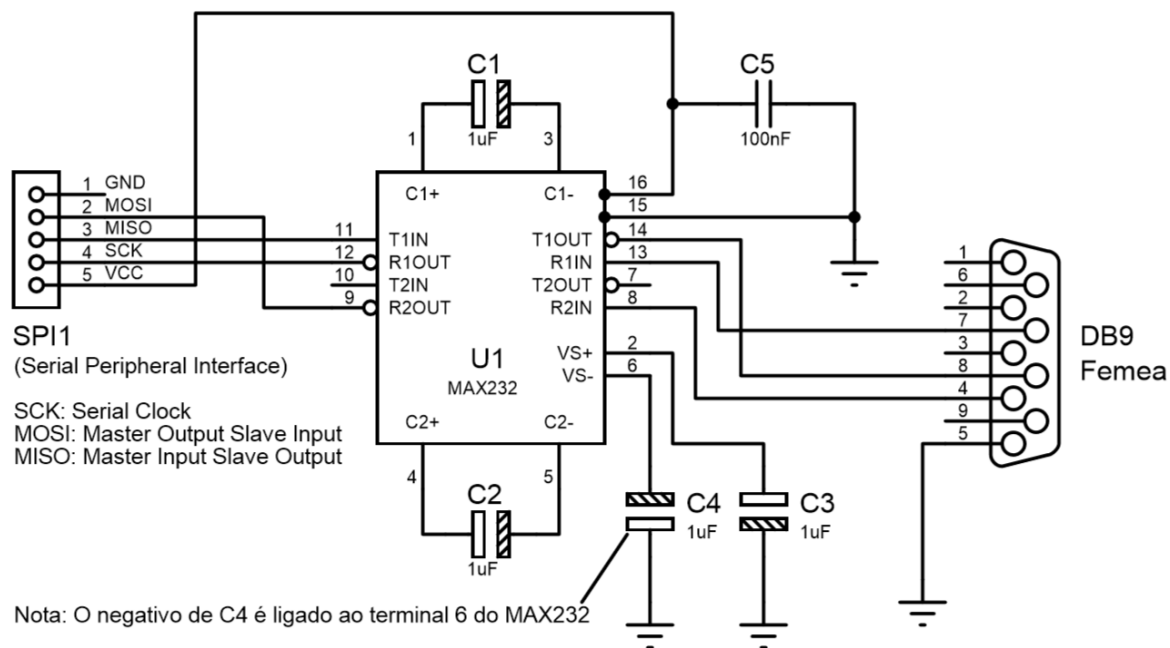 C1
1uF
1
3
C5
100nF
1 GND
2 MOSI
3 MISO
4 SCK
5 VCC
SPI1
(Serial Peripheral Interface)
SCK: Serial Clock
MOSI: Master Output Slave Input
MISO: Master Input Slave Output
C1+
C1-
11
T1IN
12
R1OUT
10
T2IN
9
R2OUT
16
15
T1OUT
14
R1IN
13
T2OUT
7
R2IN
8
VS+
2
VS-
6
U1
MAX232
C2+
C2-
4
5
C2
1uF
C4
1uF
C3
1uF
1
6
2
7
3
8
4
9
5
DB9
Femea
Nota: O negativo de C4 é ligado ao terminal 6 do MAX232